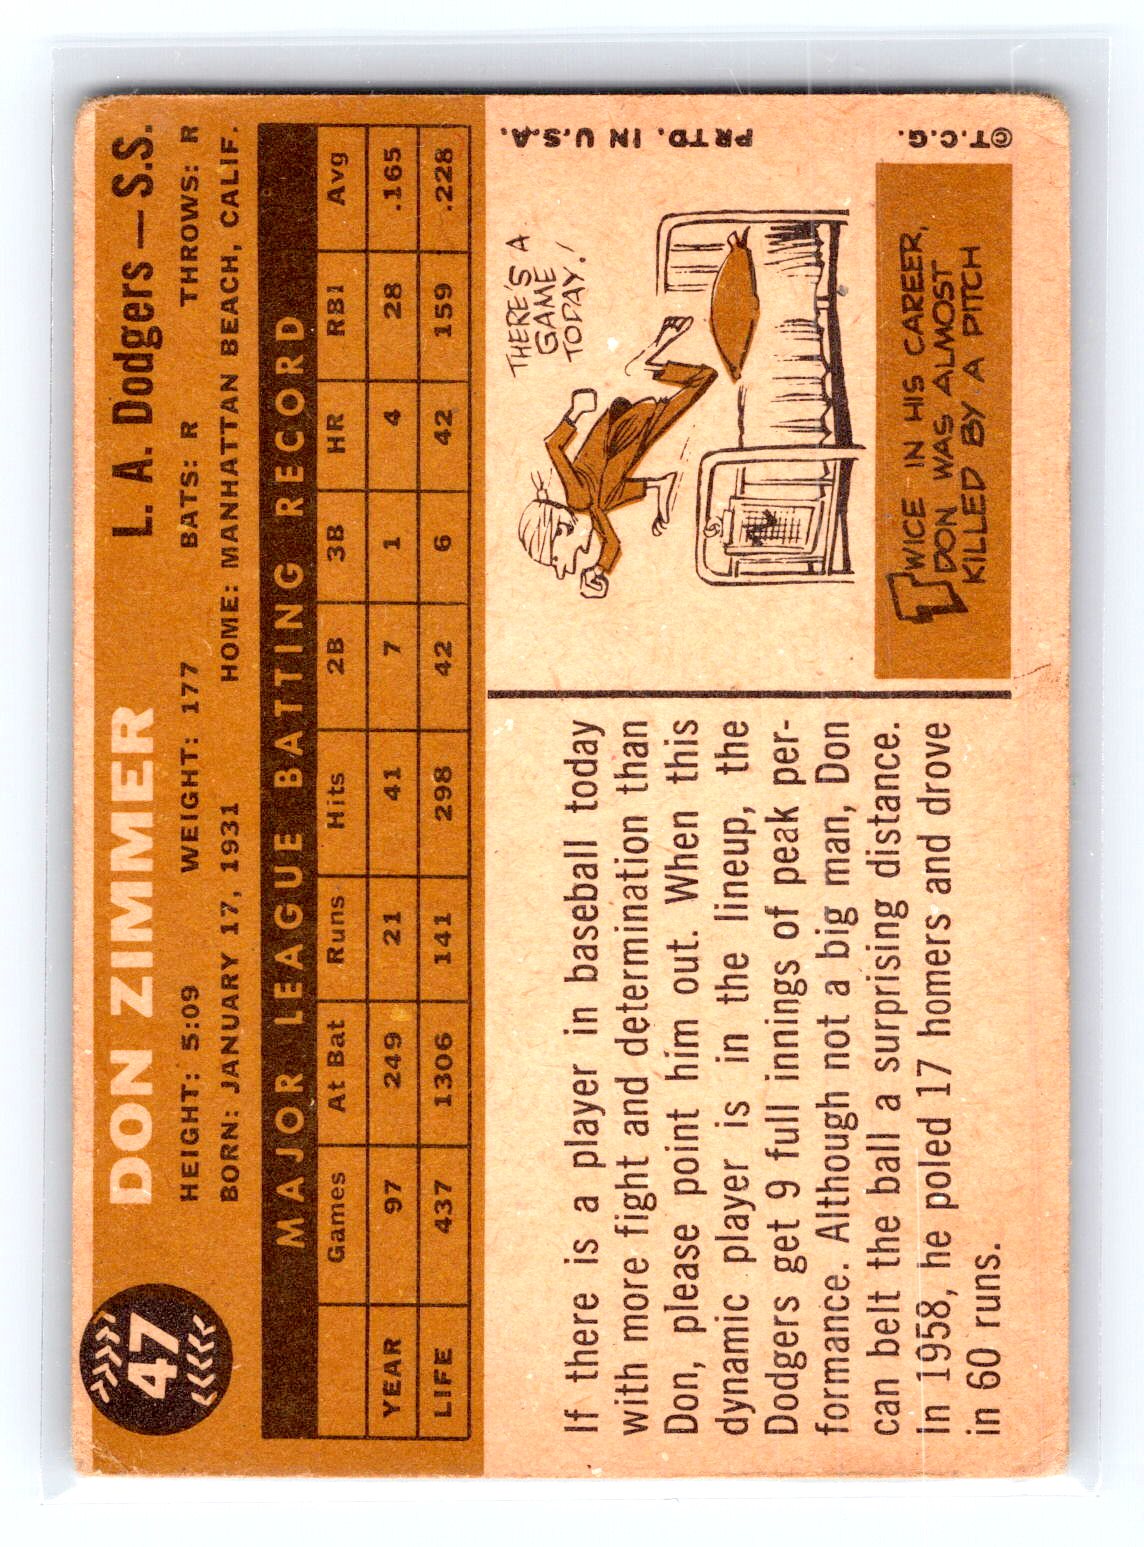 47
DON ZIMMER
L. A. Dodgers—S.S.
HEIGHT: 5:09 WEIGHT: 177 BATS: R THROWS: R
BORN: JANUARY 17, 1931 HOME: MANHATTAN BEACH, CALIF.
MAJOR LEAGUE BATTING RECORD
Games At Bat Runs Hits 2B 3B HR RBI Avg
YEAR 97 249 21 41 7 1 4 28 .165
LIFE 437 1306 141 298 42 6 42 159 .228
If there is a player in baseball today
with more fight and determination than
Don, please point him out. When this
dynamic player is in the lineup, the
Dodgers get 9 full innings of peak per-
formance. Although not a big man, Don
can belt the ball a surprising distance.
In 1958, he poled 17 homers and drove
in 60 runs.
THERE'S A
GAME
TODAY!
TWICE IN HIS CAREER,
DON WAS ALMOST
KILLED BY A PITCH
©T.C.G. PRTD. IN U.S.A.